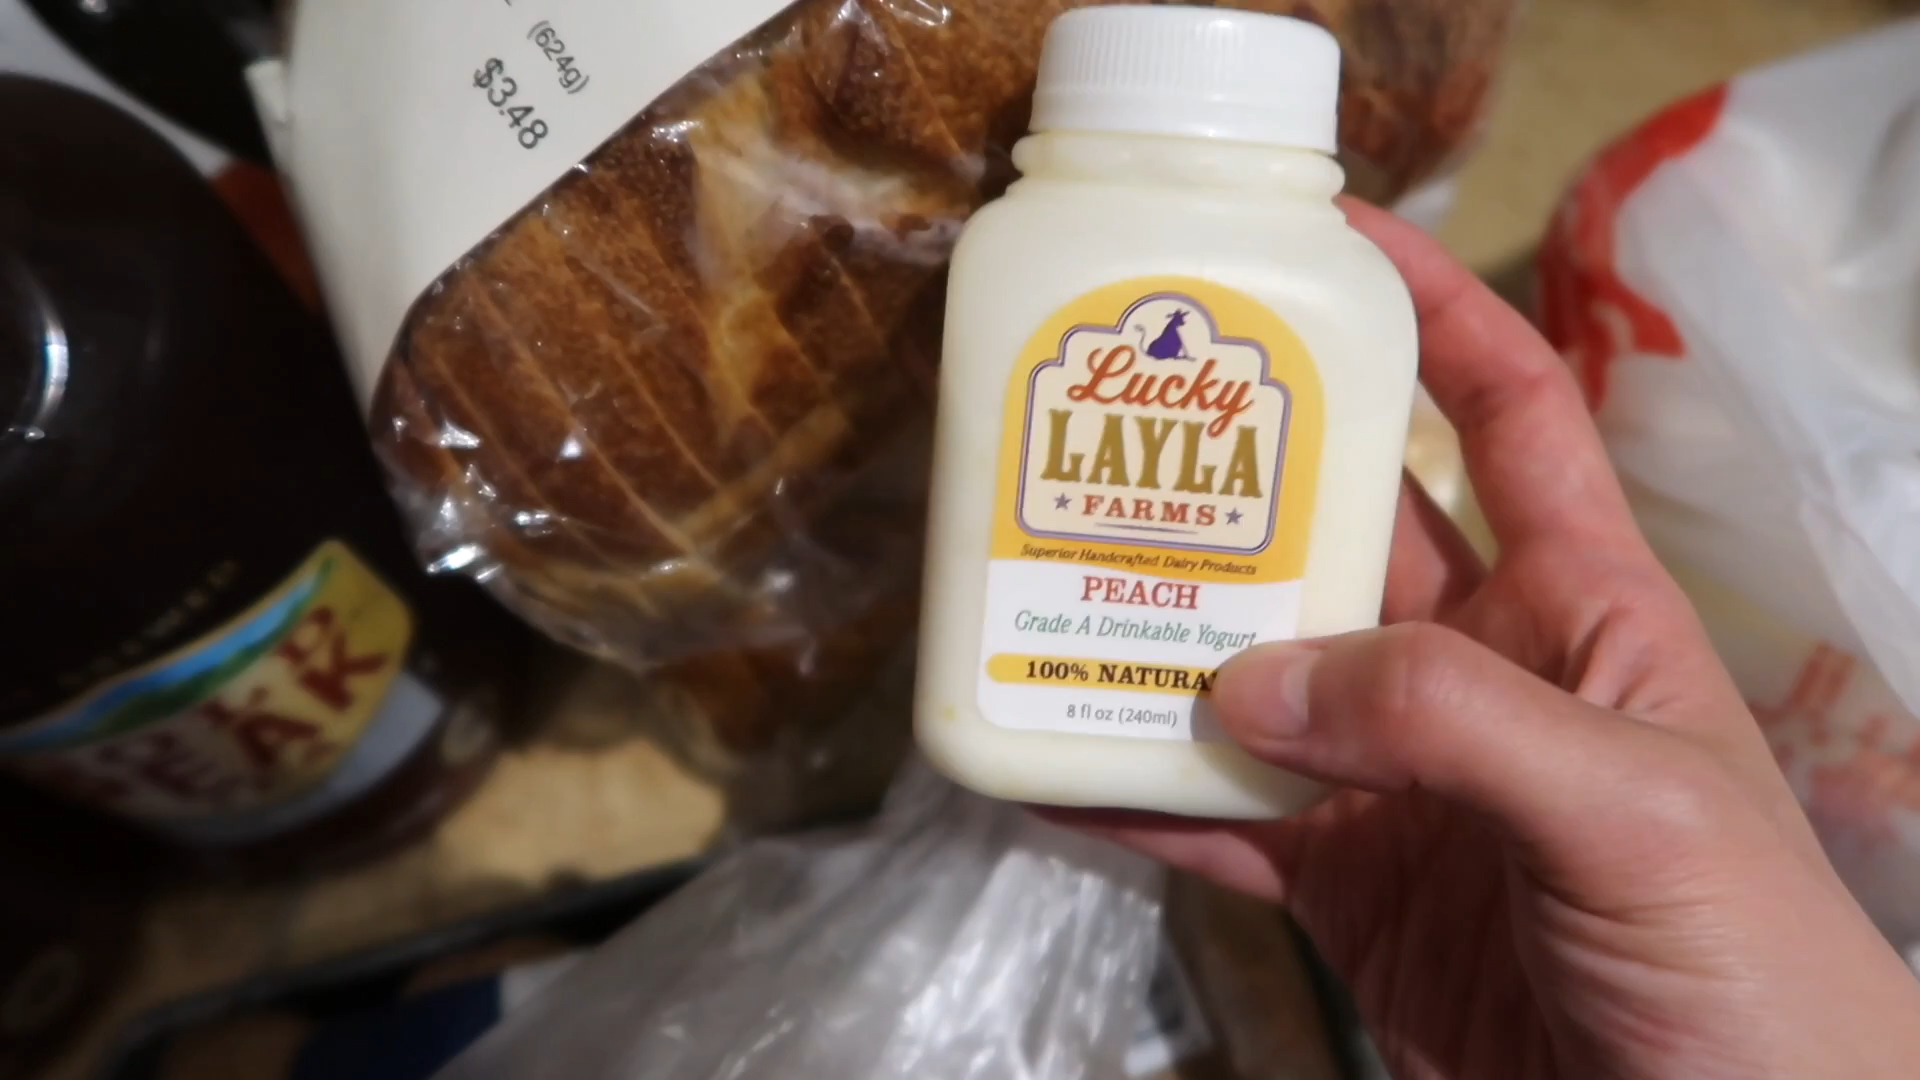 (624g)
$3.48
Lucky
LAYLA
FARMS
Superior Handcrafted Dairy Products
PEACH
Grade A Drinkable Yogurt
100% NATURA
8 fl oz (240ml)